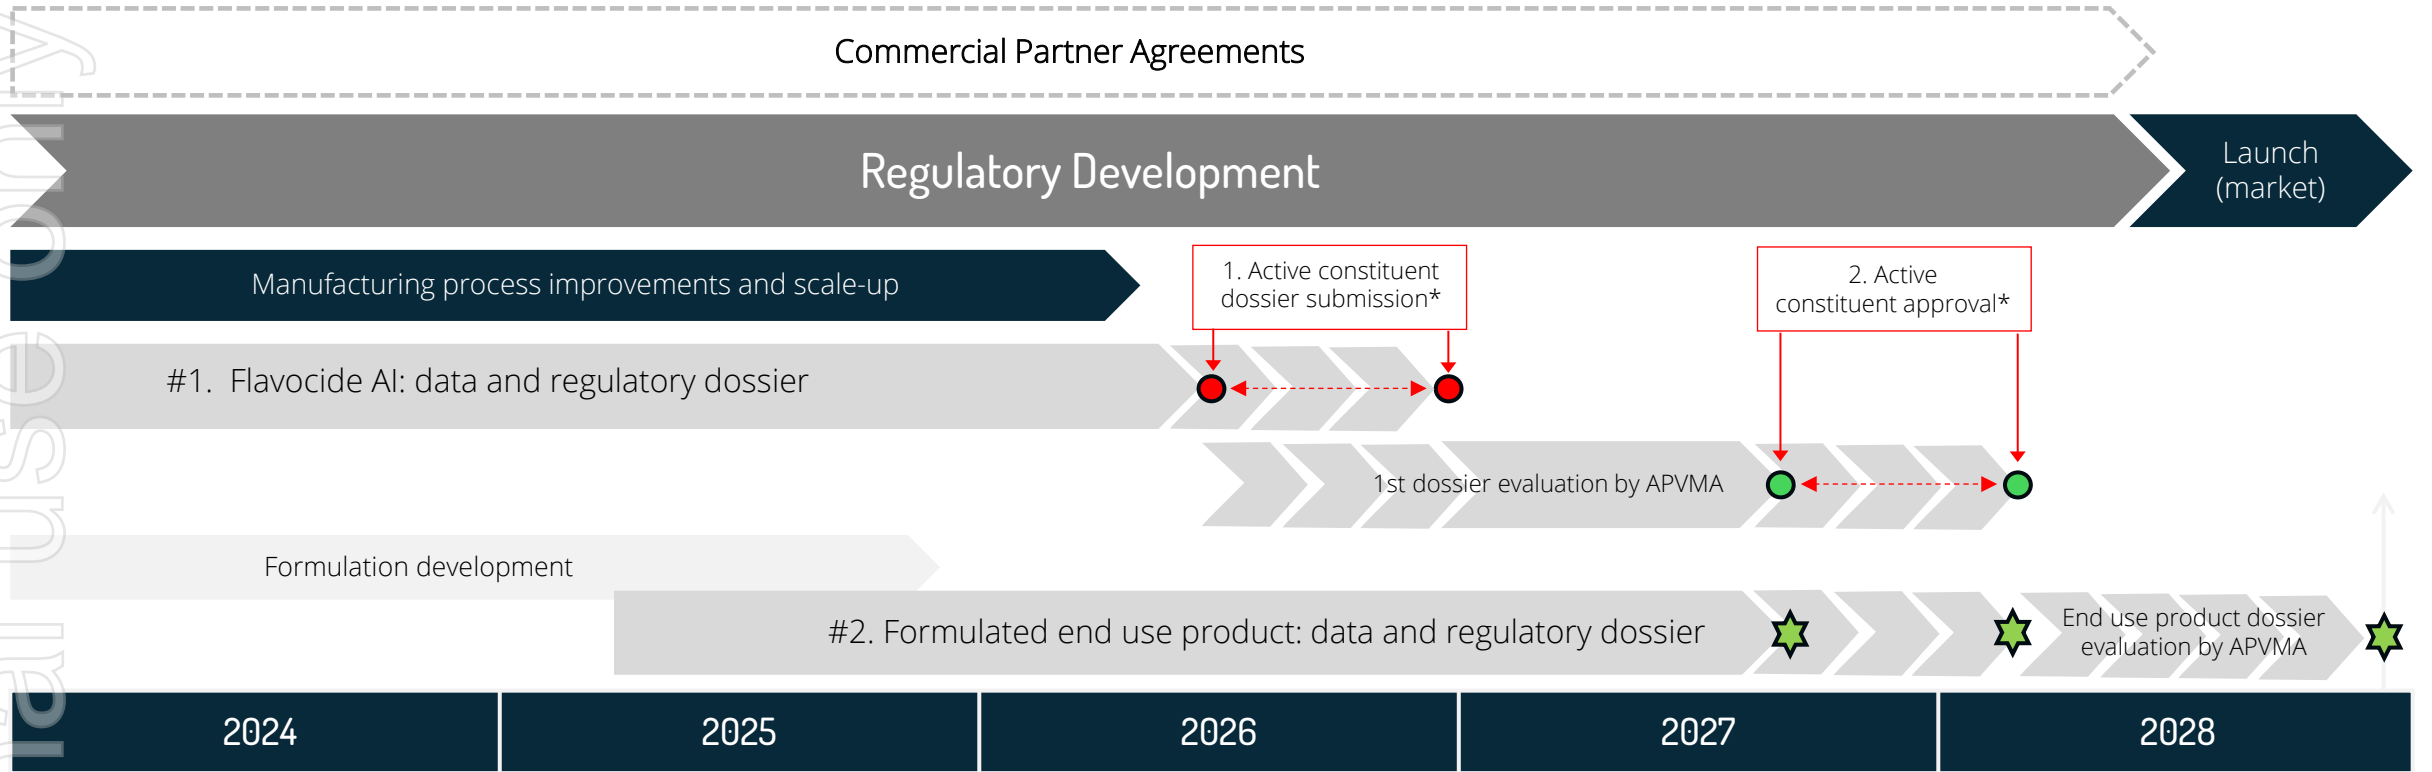 Commercial Partner Agreements
Regulatory Development
Launch
(market)
Manufacturing process improvements and scale-up
1. Active constituent
dossier submission*
2. Active
constituent approval*
#1. Flavocide AI: data and regulatory dossier
1st dossier evaluation by APVMA
Formulation development
#2. Formulated end use product: data and regulatory dossier
End use product dossier
evaluation by APVMA
2024
2025
2026
2027
2028
use only